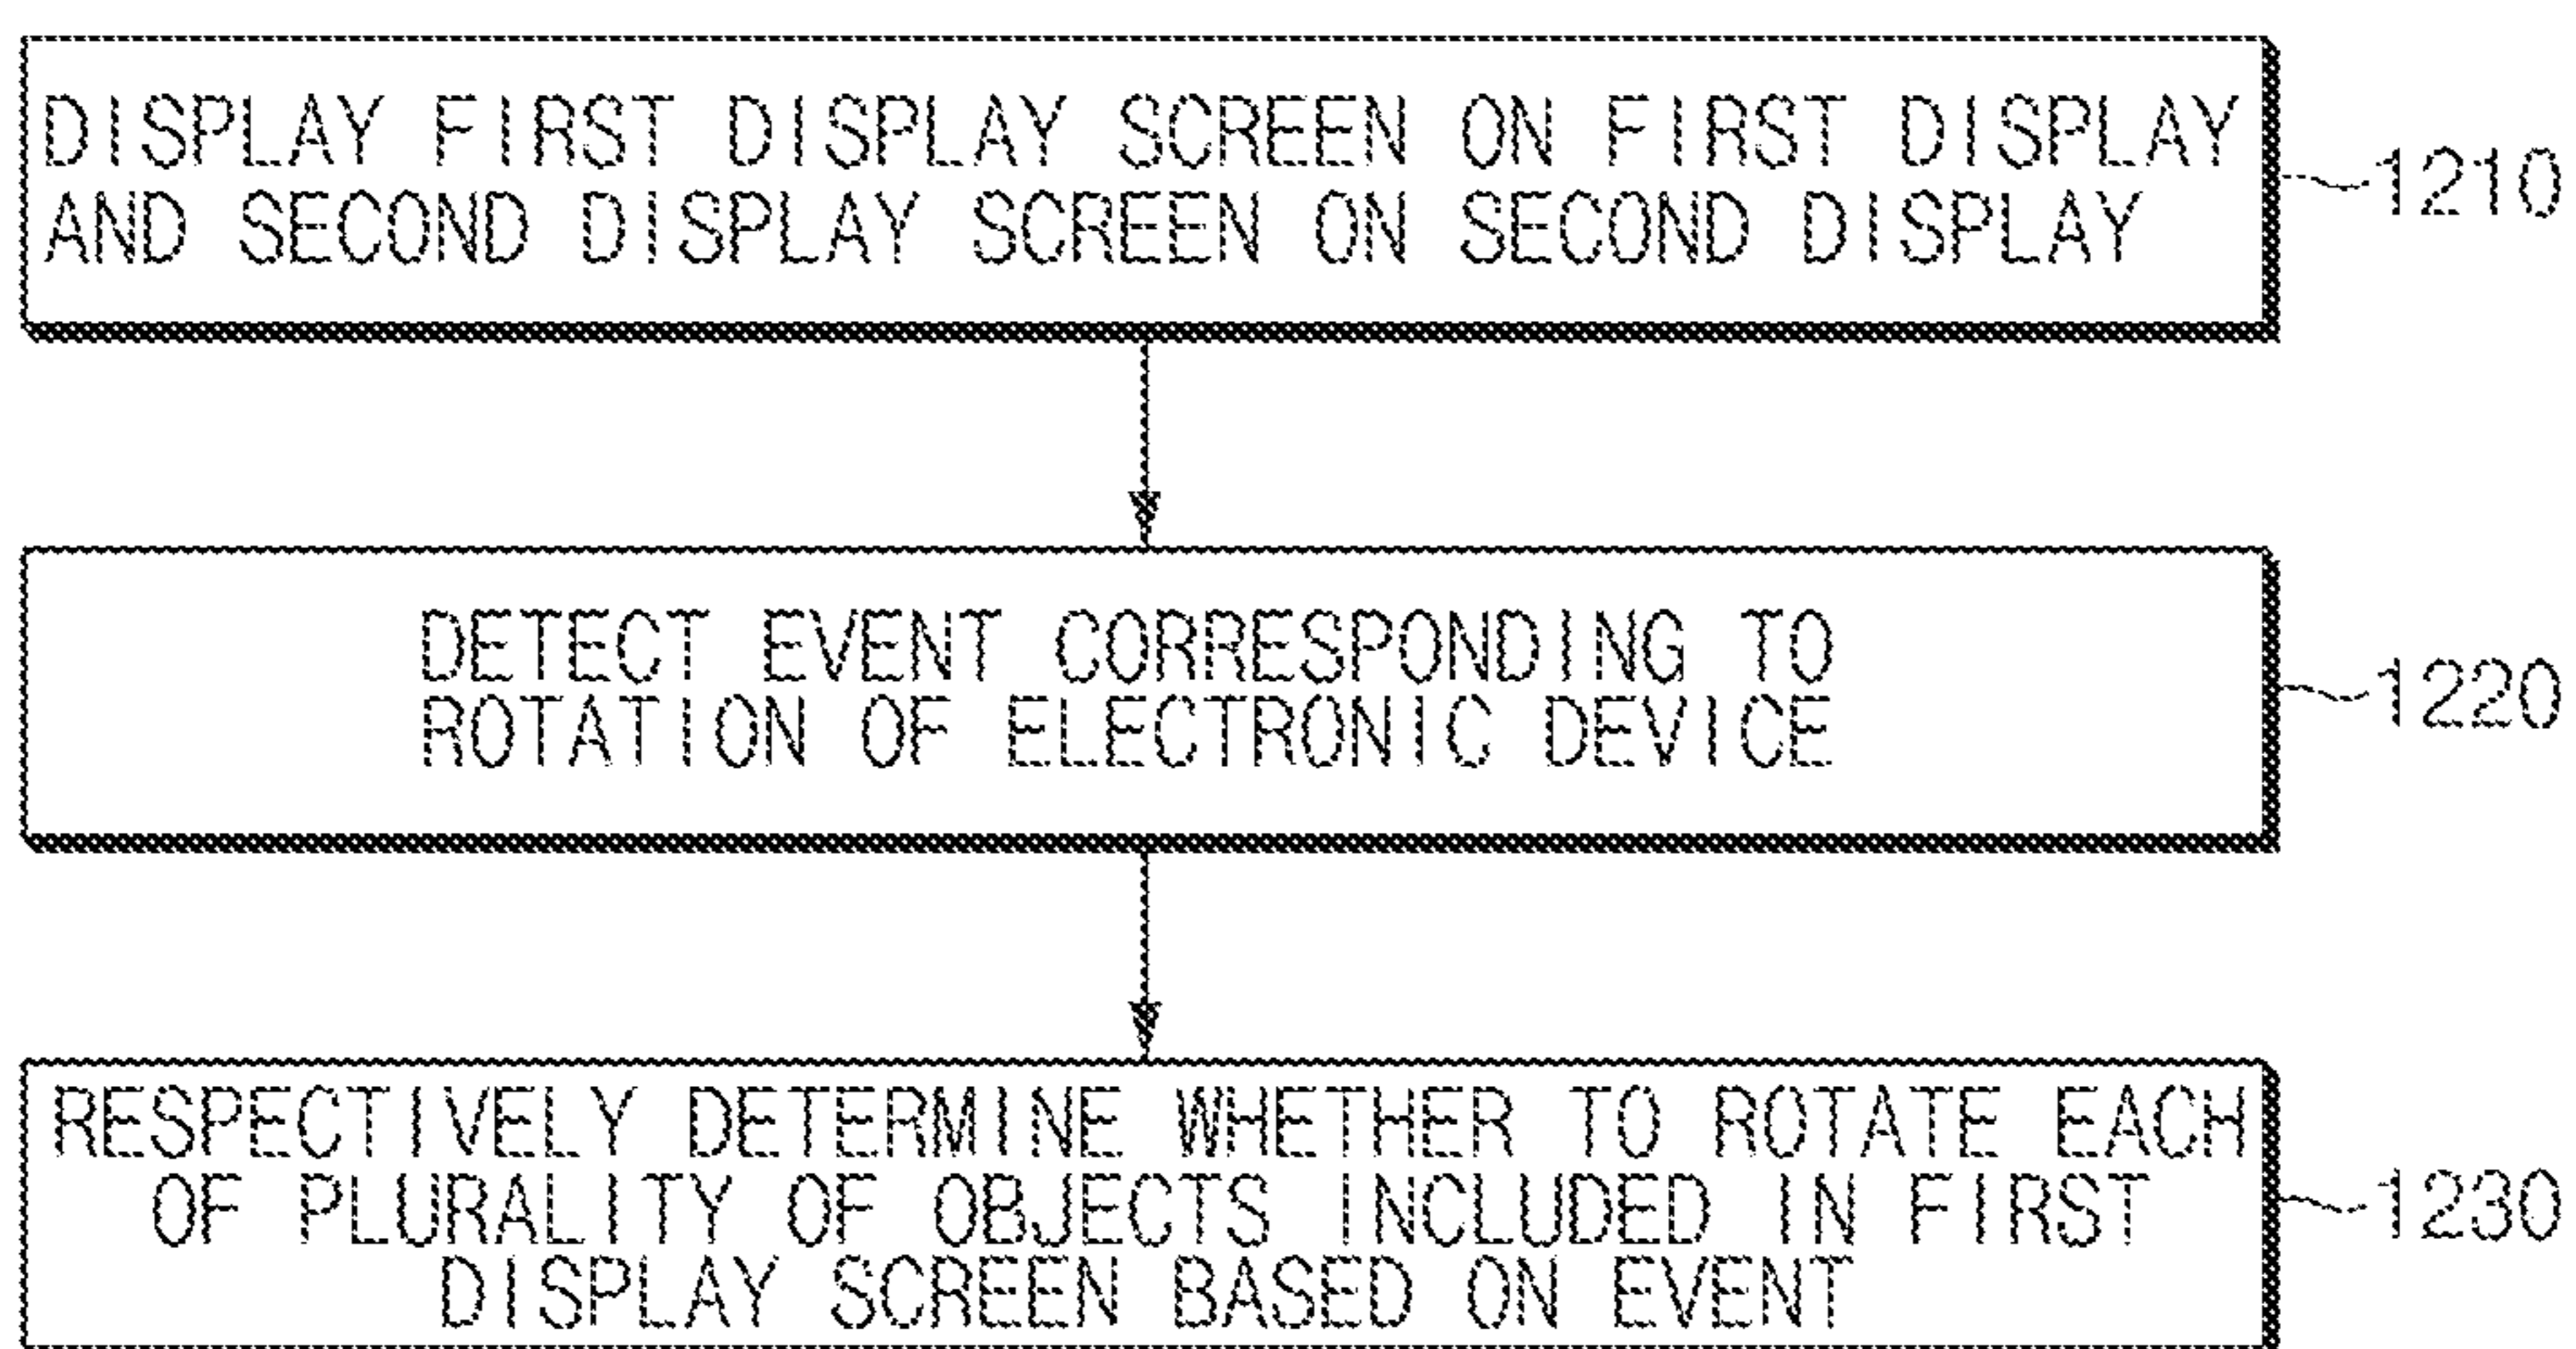 DISPLAY FIRST DISPLAY SCREEN ON FIRST DISPLAY
AND SECOND DISPLAY SCREEN ON SECOND DISPLAY
1210
DETECT EVENT CORRESPONDING TO
ROTATION OF ELECTRONIC DEVICE
1220
RESPECTIVELY DETERMINE WHETHER TO ROTATE EACH
OF PLURALITY OF OBJECTS INCLUDED IN FIRST
DISPLAY SCREEN BASED ON EVENT
1230